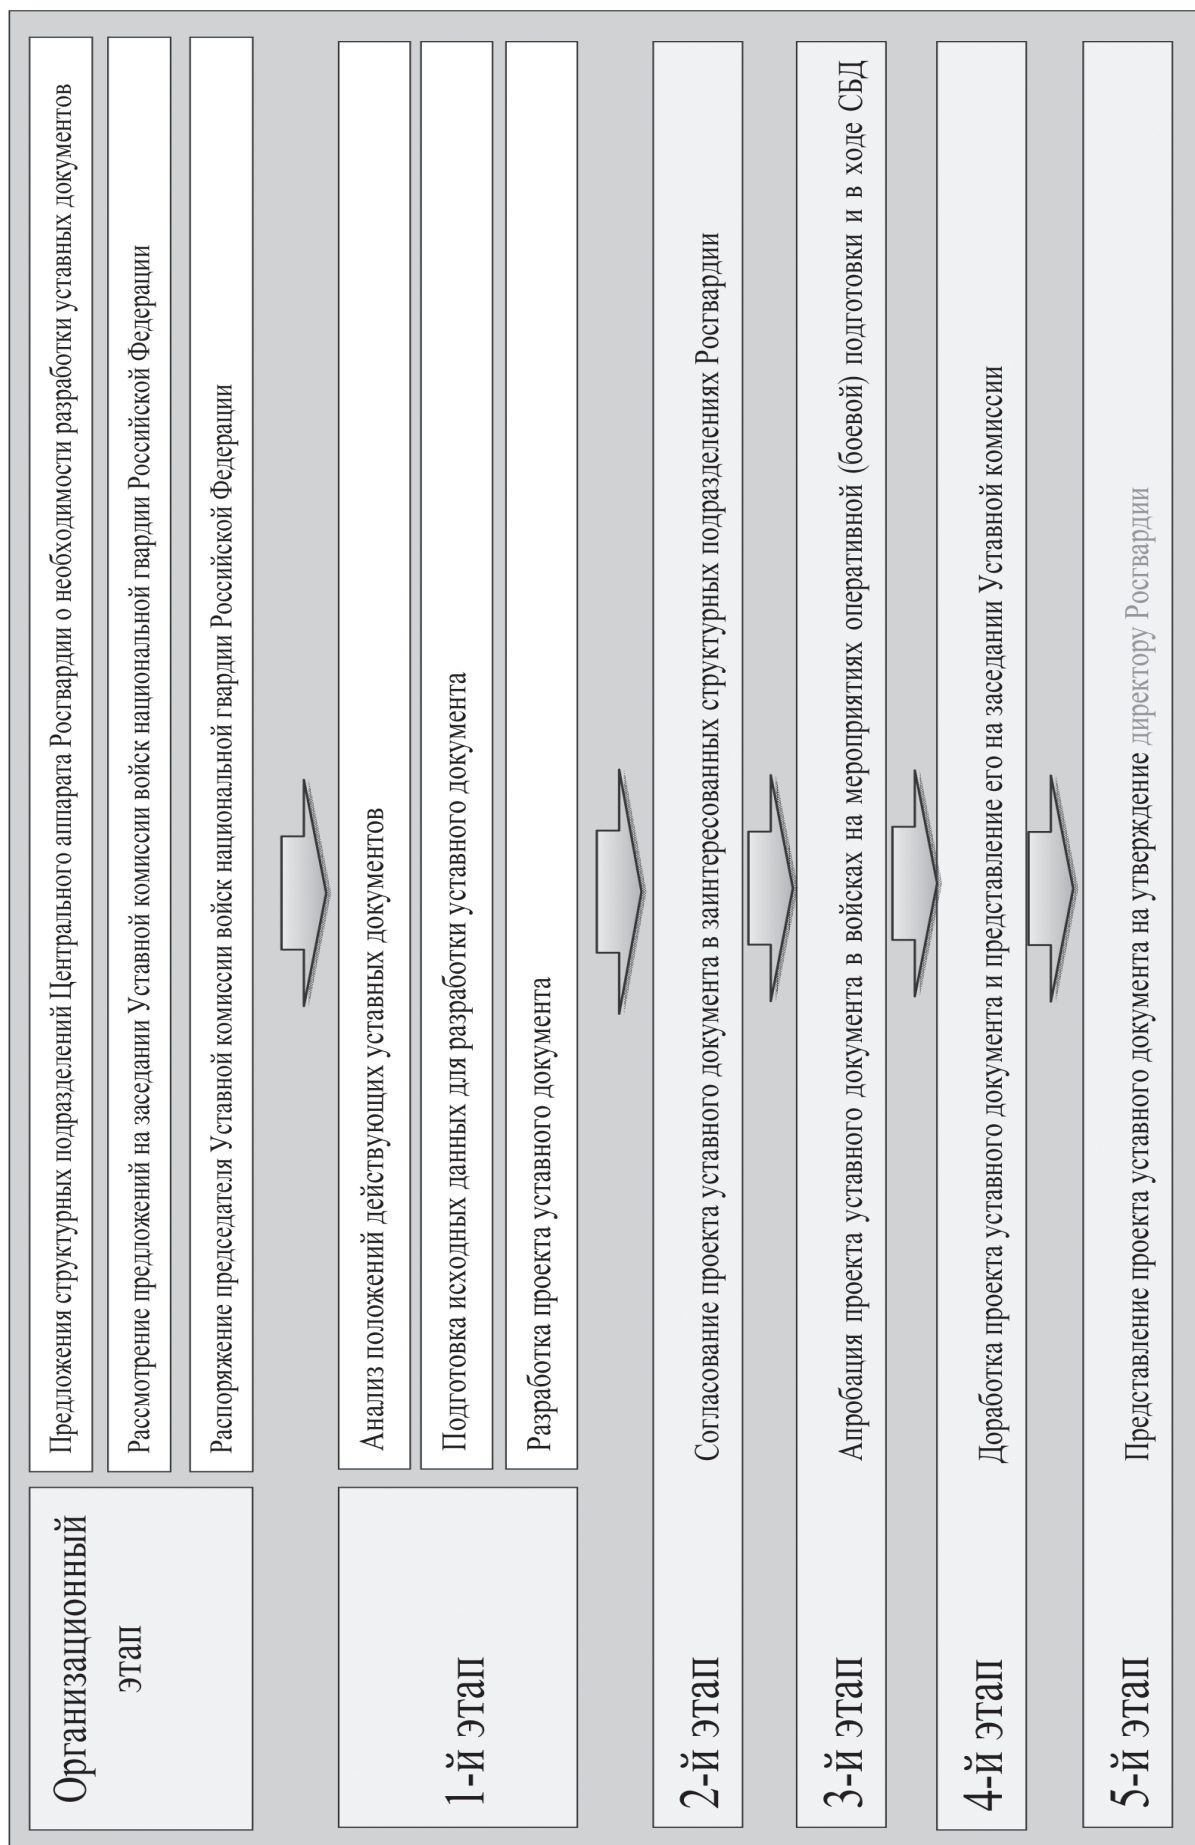 Организационный
этап
Предложения структурных подразделений Центрального аппарата Росгвардии о необходимости разработки уставных документов
Рассмотрение предложений на заседании Уставной комиссии войск национальной гвардии Российской Федерации
Распоряжение председателя Уставной комиссии войск национальной гвардии Российской Федерации
1-й этап
Анализ положений действующих уставных документов
Подготовка исходных данных для разработки уставного документа
Разработка проекта уставного документа
2-й этап
Согласование проекта уставного документа в заинтересованных структурных подразделениях Росгвардии
3-й этап
Апробация проекта уставного документа в войсках на мероприятиях оперативной (боевой) подготовки и в ходе СБД
4-й этап
Доработка проекта уставного документа и представление его на заседании Уставной комиссии
5-й этап
Представление проекта уставного документа на утверждение директору Росгвардии